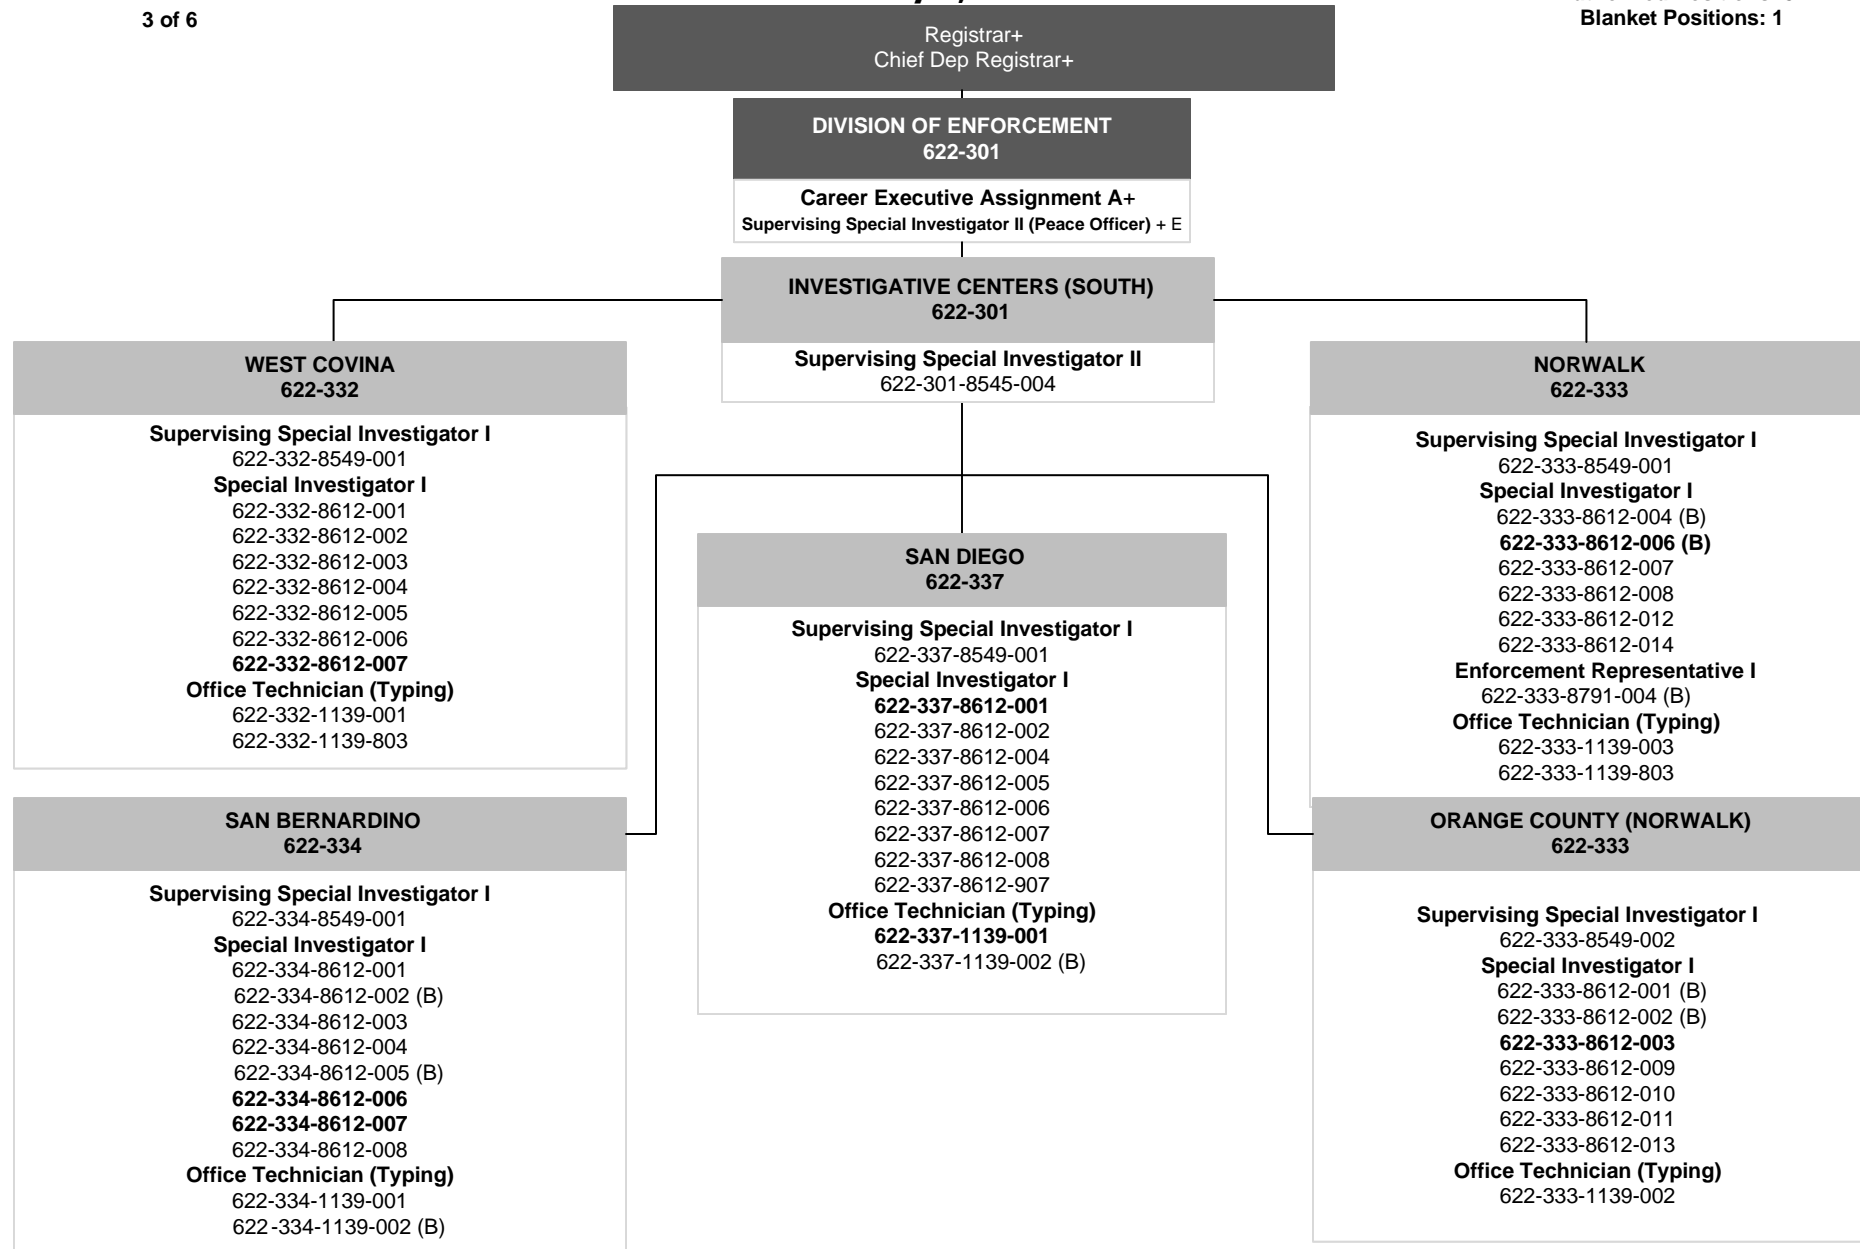 3 of 6
Blanket Positions: 1
Registrar+
Chief Dep Registrar+
DIVISION OF ENFORCEMENT
622-301
Career Executive Assignment A+
Supervising Special Investigator II (Peace Officer) + E
INVESTIGATIVE CENTERS (SOUTH)
622-301
Supervising Special Investigator II
622-301-8545-004
WEST COVINA
622-332
Supervising Special Investigator I
622-332-8549-001
Special Investigator I
622-332-8612-001
622-332-8612-002
622-332-8612-003
622-332-8612-004
622-332-8612-005
622-332-8612-006
622-332-8612-007
Office Technician (Typing)
622-332-1139-001
622-332-1139-803
NORWALK
622-333
Supervising Special Investigator I
622-333-8549-001
Special Investigator I
622-333-8612-004 (B)
622-333-8612-006 (B)
622-333-8612-007
622-333-8612-008
622-333-8612-012
622-333-8612-014
Enforcement Representative I
622-333-8791-004 (B)
Office Technician (Typing)
622-333-1139-003
622-333-1139-803
SAN DIEGO
622-337
Supervising Special Investigator I
622-337-8549-001
Special Investigator I
622-337-8612-001
622-337-8612-002
622-337-8612-004
622-337-8612-005
622-337-8612-006
622-337-8612-007
622-337-8612-008
622-337-8612-907
Office Technician (Typing)
622-337-1139-001
622-337-1139-002 (B)
SAN BERNARDINO
622-334
Supervising Special Investigator I
622-334-8549-001
Special Investigator I
622-334-8612-001
622-334-8612-002 (B)
622-334-8612-003
622-334-8612-004
622-334-8612-005 (B)
622-334-8612-006
622-334-8612-007
622-334-8612-008
Office Technician (Typing)
622-334-1139-001
622-334-1139-002 (B)
ORANGE COUNTY (NORWALK)
622-333
Supervising Special Investigator I
622-333-8549-002
Special Investigator I
622-333-8612-001 (B)
622-333-8612-002 (B)
622-333-8612-003
622-333-8612-009
622-333-8612-010
622-333-8612-011
622-333-8612-013
Office Technician (Typing)
622-333-1139-002